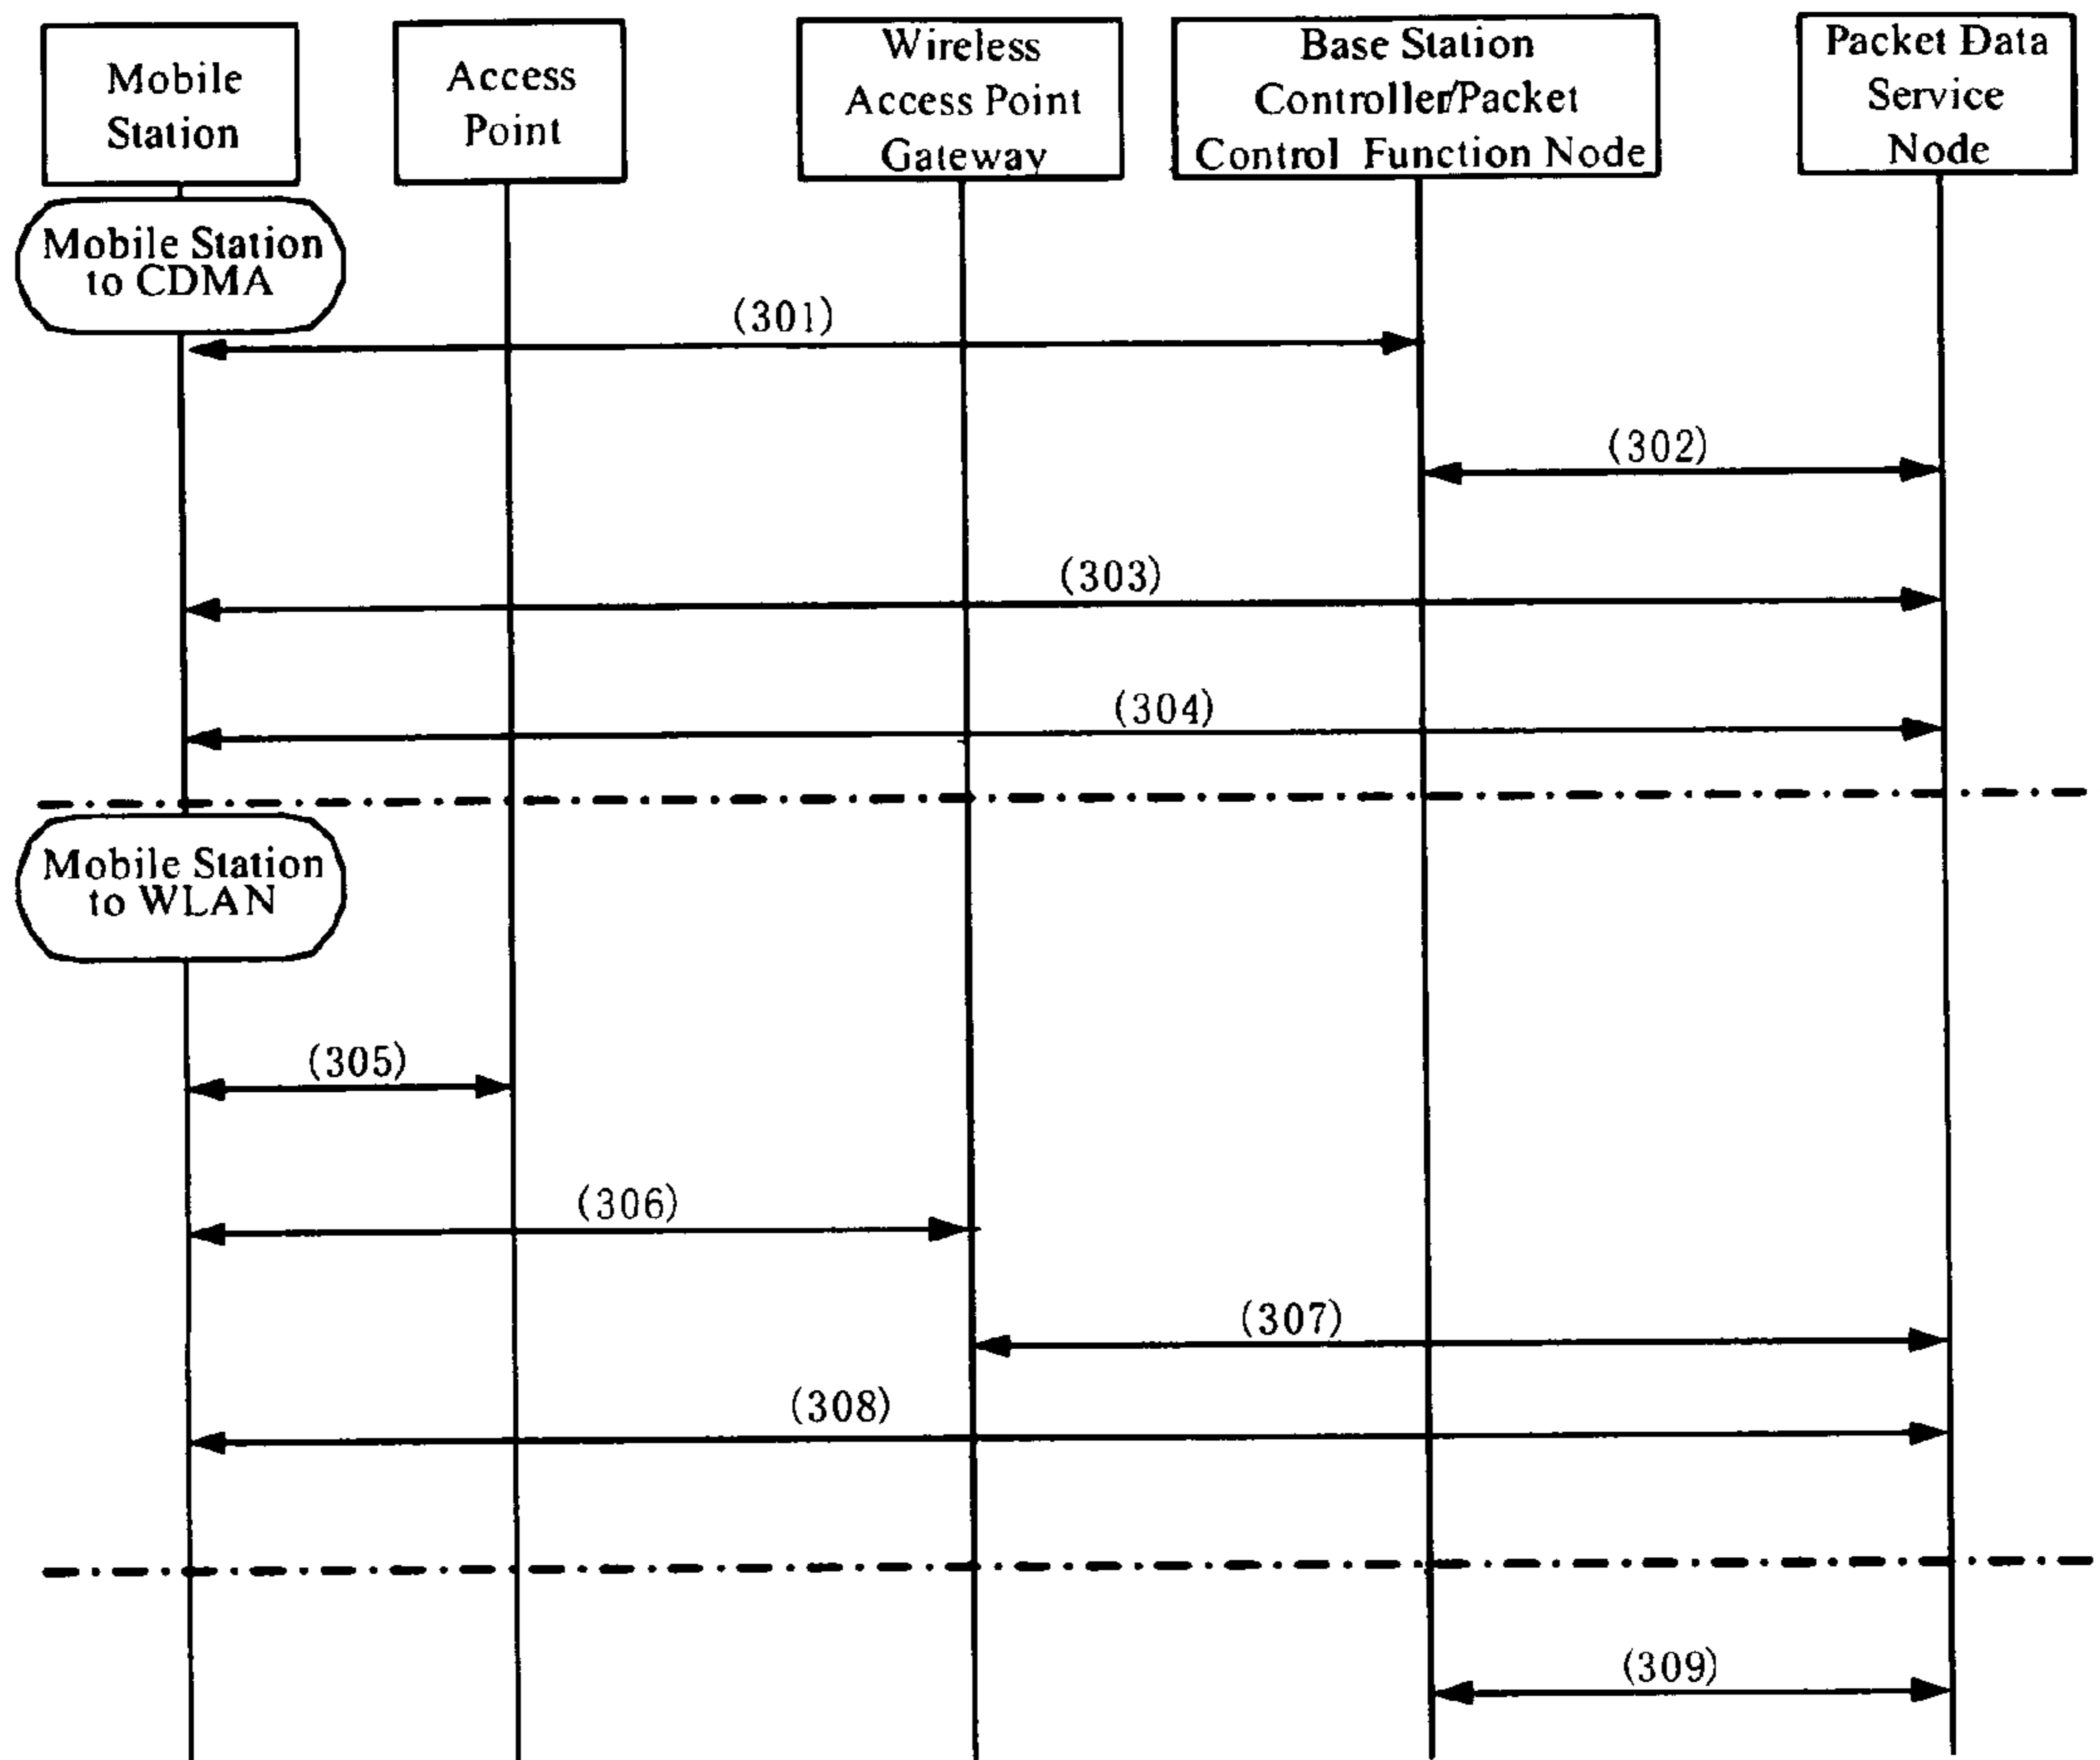 Mobile
Station
Access
Point
Wireless
Access Point
Gateway
Base Station
Controller/Packet
Control Function Node
Packet Data
Service
Node
Mobile Station
to CDMA
(301)
(302)
(303)
(304)
Mobile Station
to WLAN
(305)
(306)
(307)
(308)
(309)